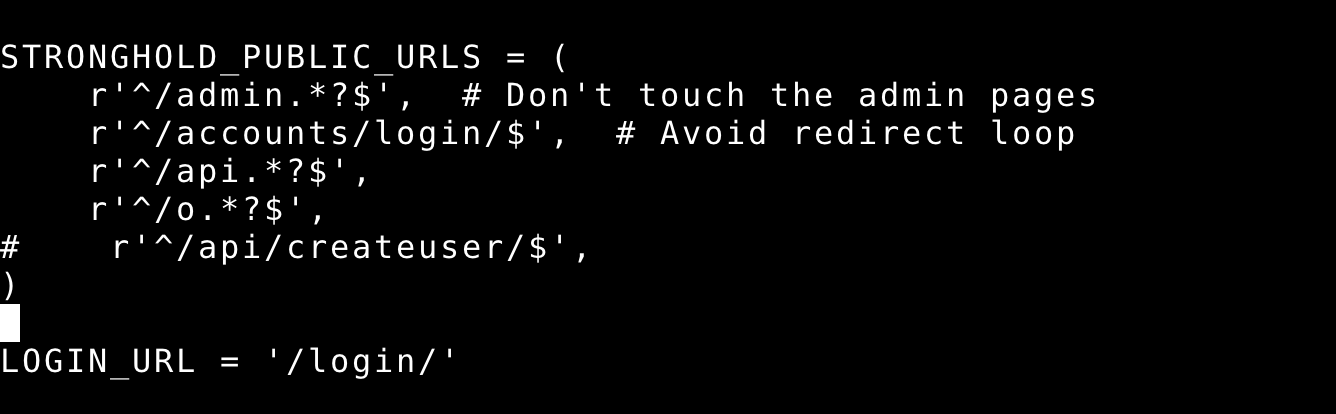 STRONGHOLD_PUBLIC_URLS = (
    r'^/admin.*?$',  # Don't touch the admin pages
    r'^/accounts/login/$',  # Avoid redirect loop
    r'^/api.*?$',
    r'^/o.*?$',
#    r'^/api/createuser/$',
)
LOGIN_URL = '/login/'